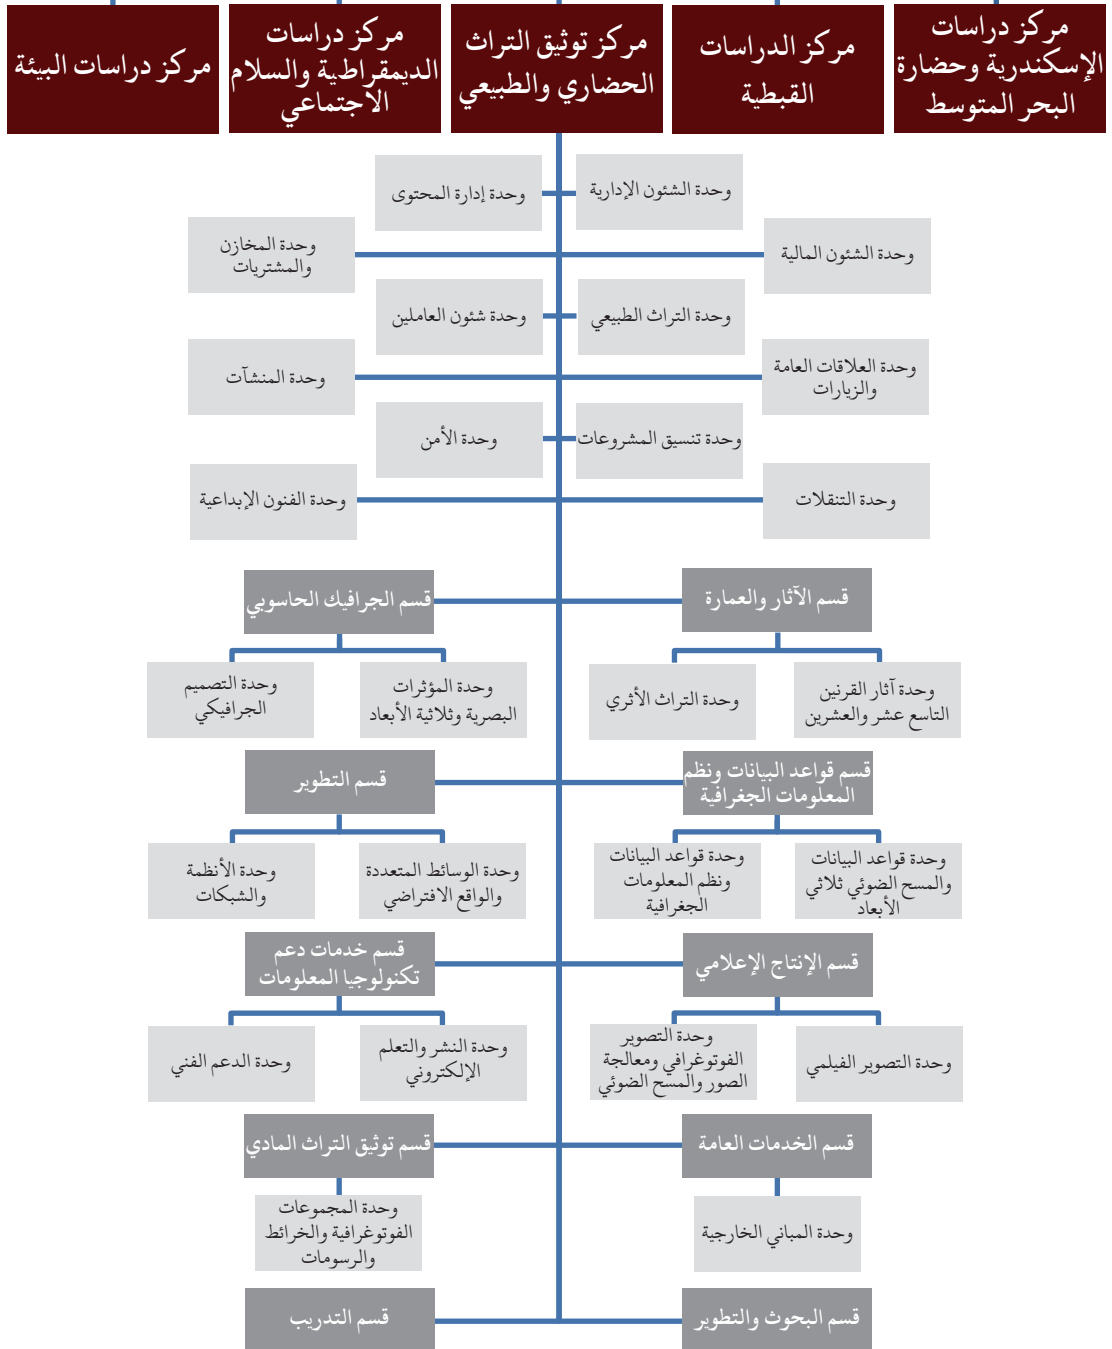 مركز دراسات
الإسكندرية وحضارة
البحر المتوسط
مركز الدراسات
القبطية
مركز توثيق التراث
الحضاري والطبيعي
مركز دراسات
الديمقراطية والسلام
الاجتماعي
مركز دراسات البيئة
وحدة الشئون الإدارية
وحدة إدارة المحتوى
وحدة الشئون المالية
وحدة المخازن
والمشتريات
وحدة التراث الطبيعي
وحدة شئون العاملين
وحدة العلاقات العامة
والزيارات
وحدة المنشآت
وحدة تنسيق المشروعات
وحدة الأمن
وحدة التنقلات
وحدة الفنون الإبداعية
قسم الآثار والعمارة
قسم الجرافيك الحاسوبي
وحدة آثار القرنين
التاسع عشر والعشرين
وحدة التراث الأثري
وحدة المؤثرات
البصرية وثلاثية الأبعاد
وحدة التصميم
الجرافيكي
قسم قواعد البيانات ونظم
المعلومات الجغرافية
قسم التطوير
وحدة قواعد البيانات
والمسح الضوئي ثلاثي
الأبعاد
وحدة قواعد البيانات
ونظم المعلومات
الجغرافية
وحدة الوسائط المتعددة
والواقع الافتراضي
وحدة الأنظمة
والشبكات
قسم الإنتاج الإعلامي
قسم خدمات دعم
تكنولوجيا المعلومات
وحدة التصوير الفيلمي
وحدة التصوير
الفوتوغرافي ومعالجة
الصور والمسح الضوئي
وحدة النشر والتعلم
الإلكتروني
وحدة الدعم الفني
قسم الخدمات العامة
قسم توثيق التراث المادي
وحدة المباني الخارجية
وحدة المجموعات
الفوتوغرافية والخرائط
والرسومات
قسم البحوث والتطوير
قسم التدريب